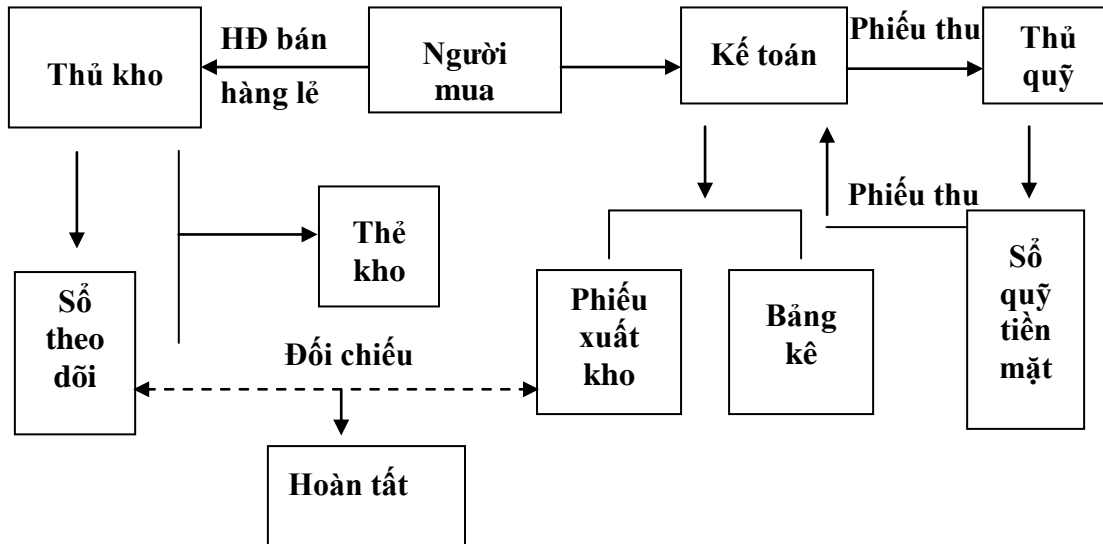 HĐ bán
hàng lẻ
Phiếu thu
Thủ kho
Người
mua
Kế toán
Thủ
quỹ
Phiếu thu
Thẻ
kho
Sổ
theo
dõi
Đối chiếu
Phiếu
xuất
kho
Bảng
kê
Sổ
quỹ
tiền
mặt
Hoàn tất